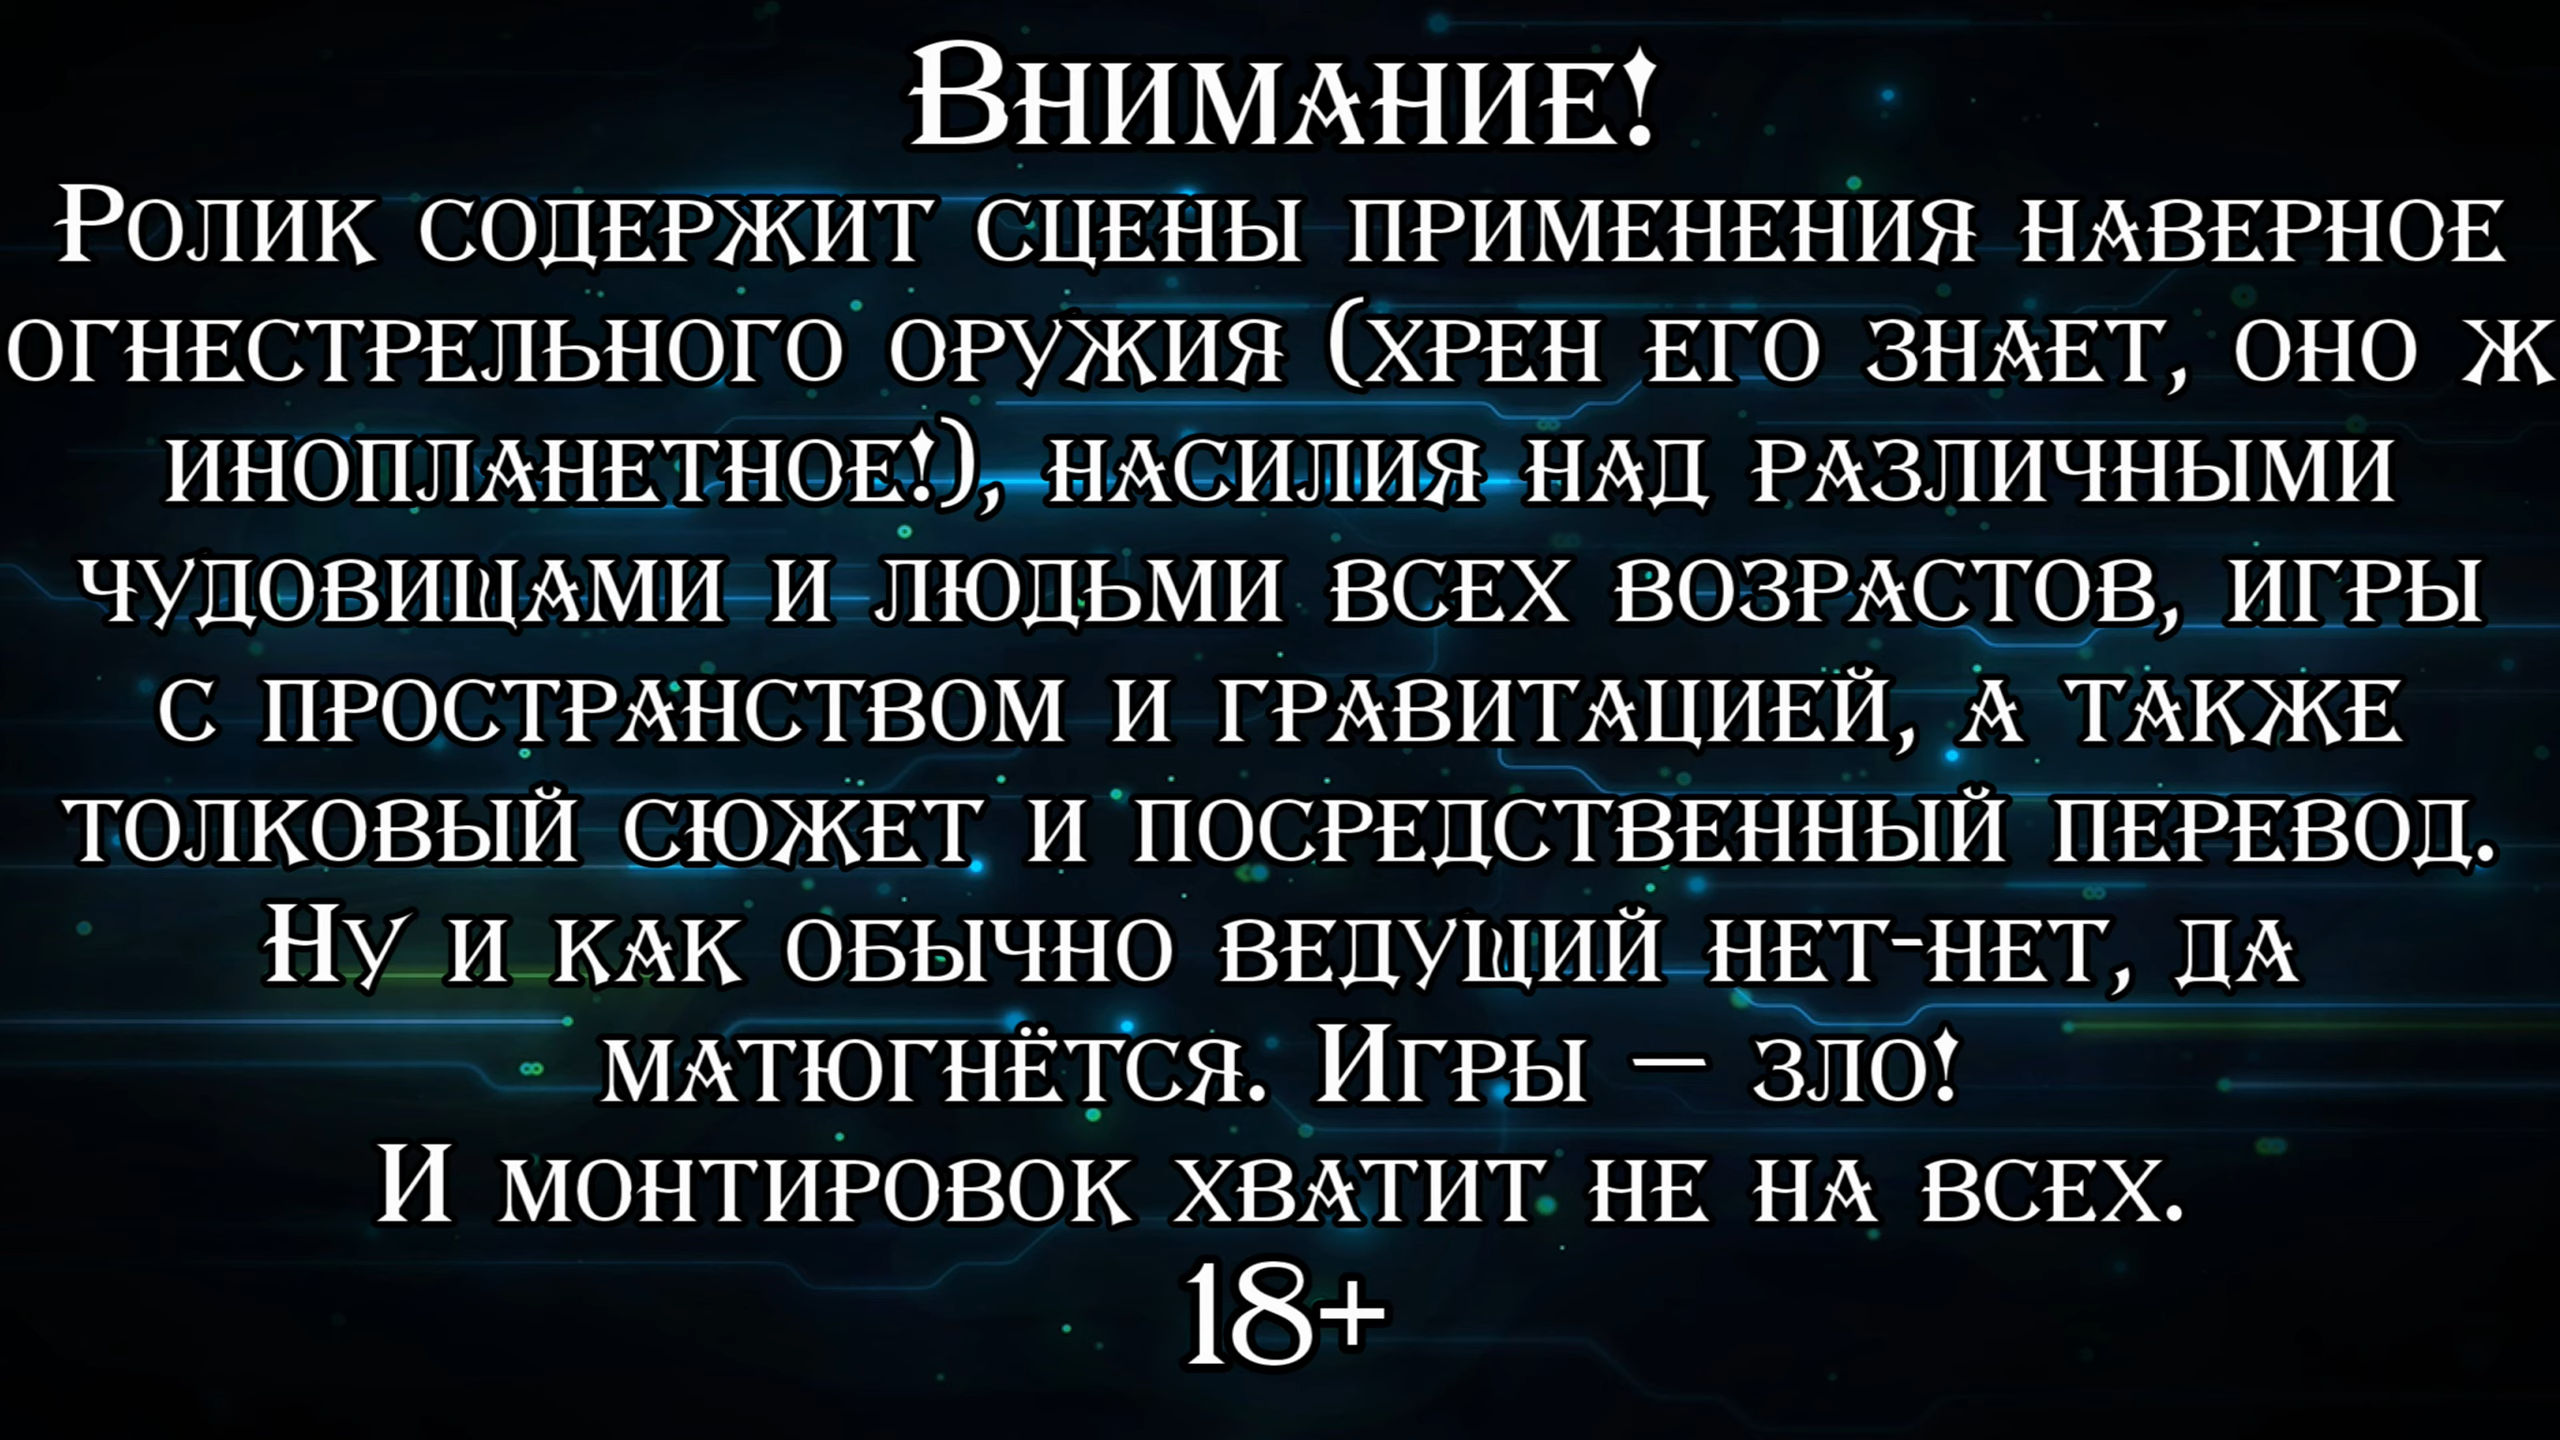 Внимание!
Ролик содержит сцены применения наверное
огнестрельного оружия (хрен его знает, оно ж
инопланетное!), насилия над различными
чудовищами и людьми всех возрастов, игры
с пространством и гравитацией, а также
толковый сюжет и посредственный перевод.
Ну и как обычно ведущий нет-нет, да
матюгнётся. Игры — зло!
И монтировок хватит не на всех.
18+